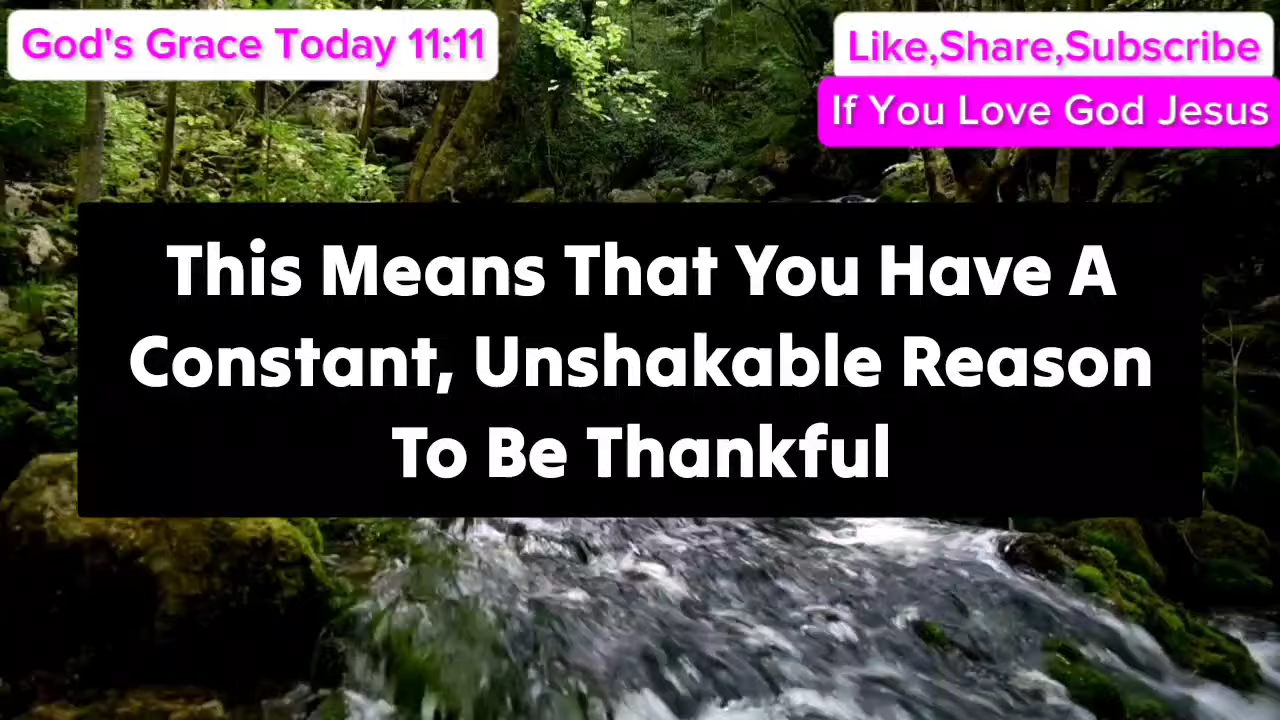 God's Grace Today 11:11
Like,Share,Subscribe
If You Love God Jesus
This Means That You Have A
Constant, Unshakable Reason
To Be Thankful